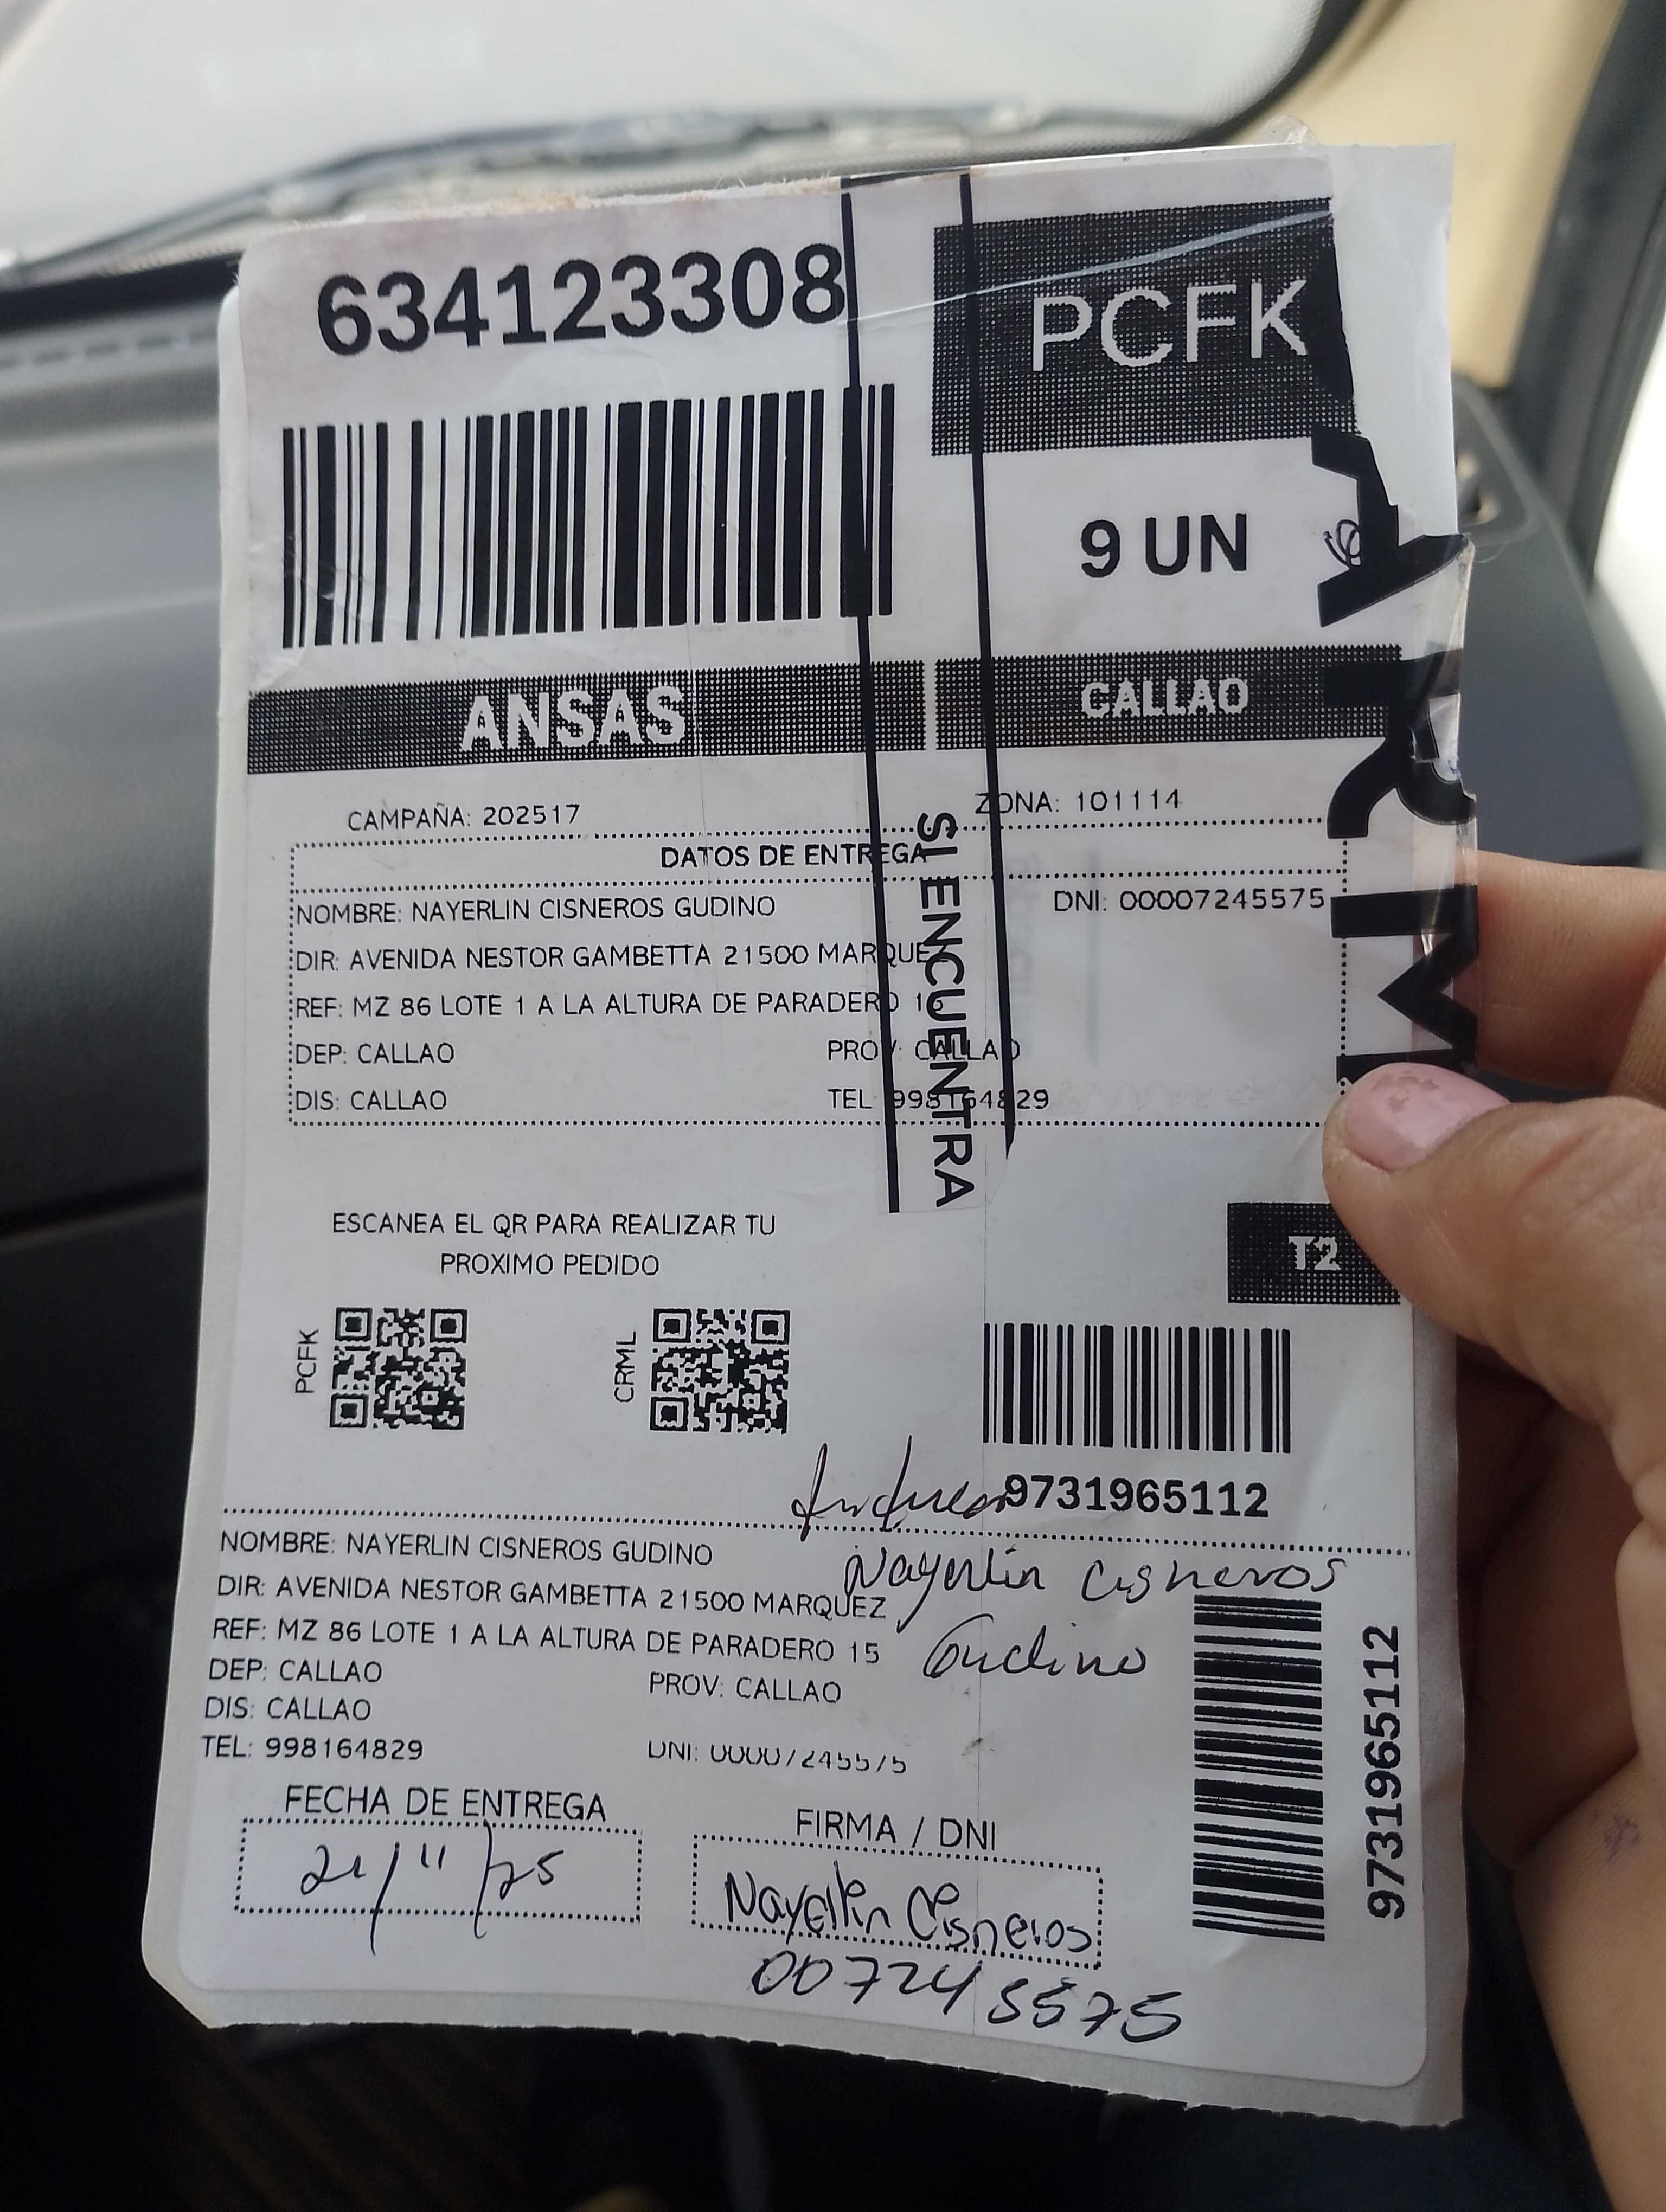 634123308
PCFK
9 UN
ANSAS
CALLAO
CAMPAÑA: 202517
ZONA: 101114
DATOS DE ENTREGA
NOMBRE: NAYERLIN CISNEROS GUDINO
DNI: 00007245575
DIR: AVENIDA NESTOR GAMBETTA 21500 MARQUE
REF: MZ 86 LOTE 1 A LA ALTURA DE PARADERO
DEP: CALLAO
PROV: CALLAO
DIS: CALLAO
TEL: 998164829
SI ENCUENTRA
ESCANEA EL QR PARA REALIZAR TU
PROXIMO PEDIDO
T2
PCFK
CRML
9731965112
NOMBRE: NAYERLIN CISNEROS GUDINO
Nayerlin Cisneros
DIR: AVENIDA NESTOR GAMBETTA 21500 MARQUEZ
REF: MZ 86 LOTE 1 A LA ALTURA DE PARADERO 15
Gudino
DEP: CALLAO
PROV: CALLAO
DIS: CALLAO
TEL: 998164829
DNI: 00007245575
9731965112
FECHA DE ENTREGA
FIRMA / DNI
21/11/25
Nayerlin Cisneros
007245575